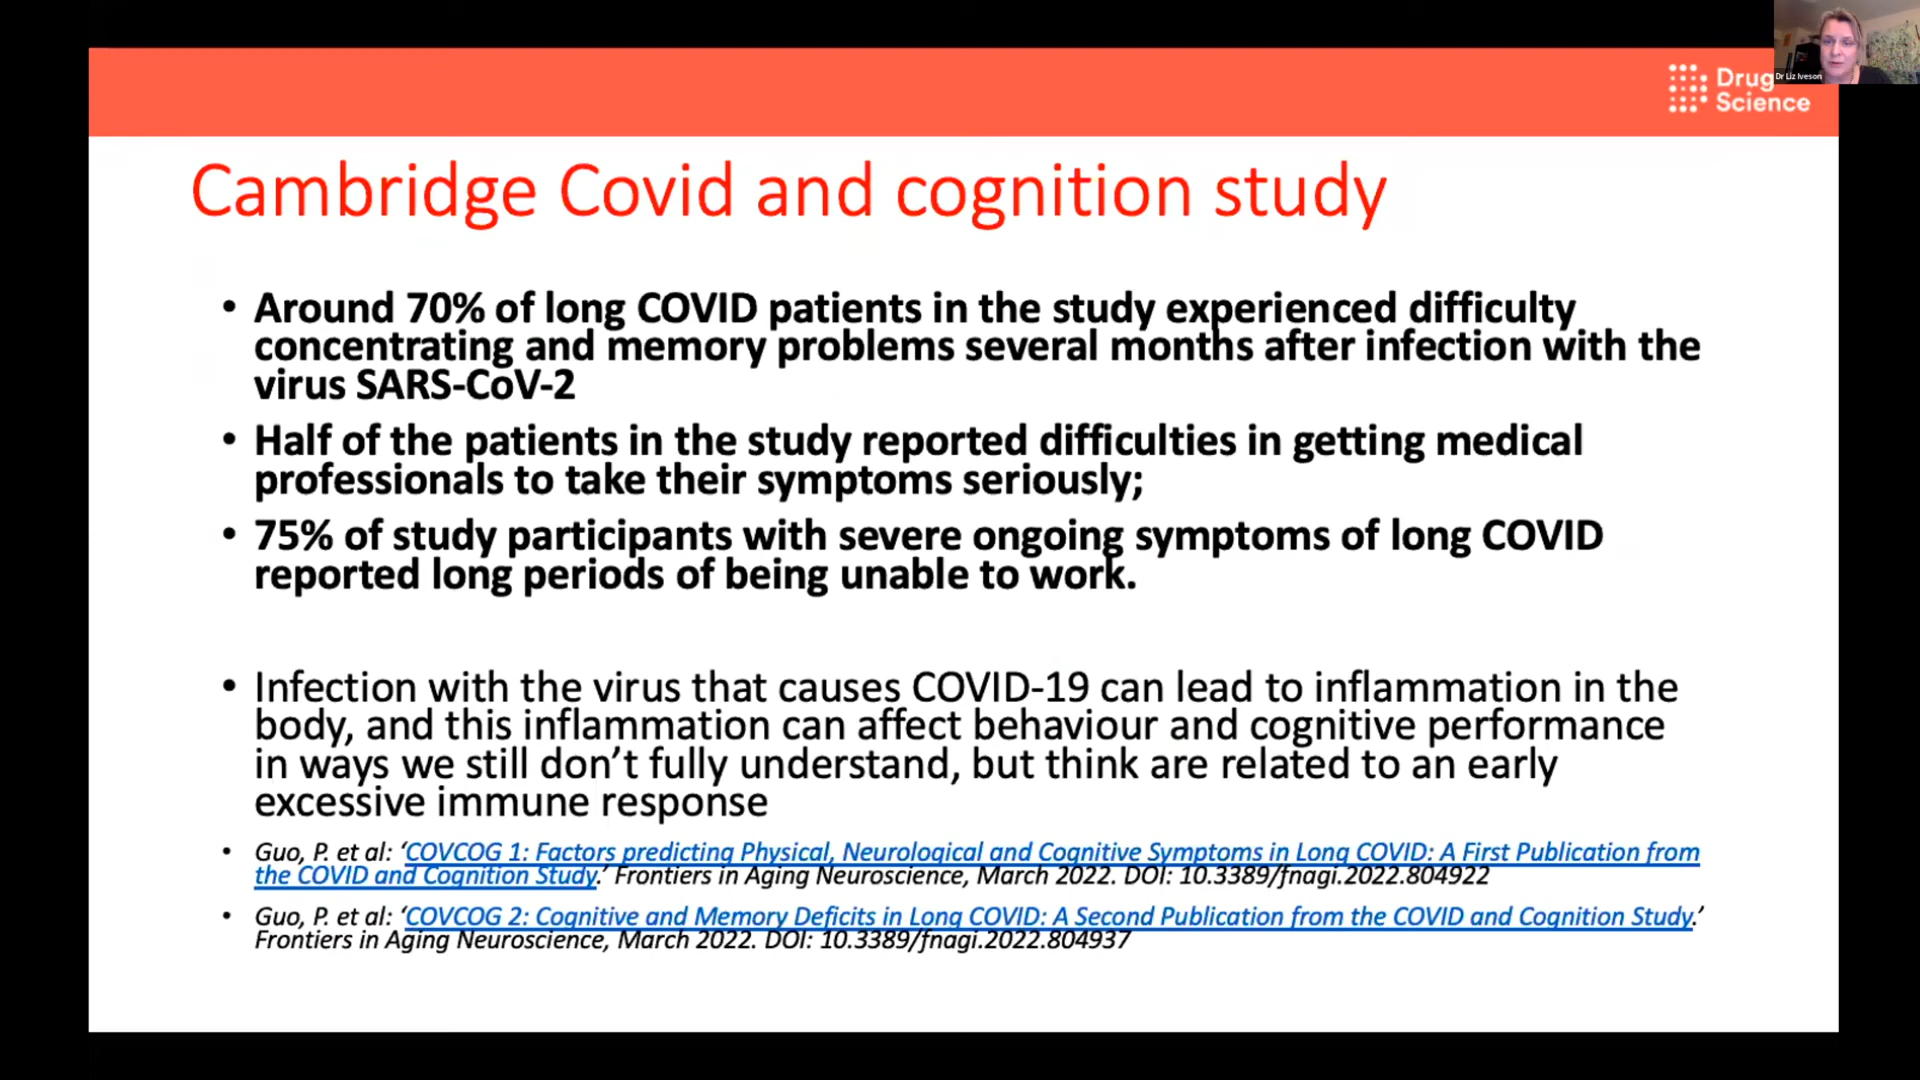 Drug
Science
Dr Liz Iveson
Cambridge Covid and cognition study
• Around 70% of long COVID patients in the study experienced difficulty
concentrating and memory problems several months after infection with the
virus SARS-CoV-2
• Half of the patients in the study reported difficulties in getting medical
professionals to take their symptoms seriously;
• 75% of study participants with severe ongoing symptoms of long COVID
reported long periods of being unable to work.
• Infection with the virus that causes COVID-19 can lead to inflammation in the
body, and this inflammation can affect behaviour and cognitive performance
in ways we still don’t fully understand, but think are related to an early
excessive immune response
• Guo, P. et al: ‘COVCOG 1: Factors predicting Physical, Neurological and Cognitive Symptoms in Long COVID: A First Publication from
the COVID and Cognition Study.’ Frontiers in Aging Neuroscience, March 2022. DOI: 10.3389/fnagi.2022.804922
• Guo, P. et al: ‘COVCOG 2: Cognitive and Memory Deficits in Long COVID: A Second Publication from the COVID and Cognition Study.’
Frontiers in Aging Neuroscience, March 2022. DOI: 10.3389/fnagi.2022.804937